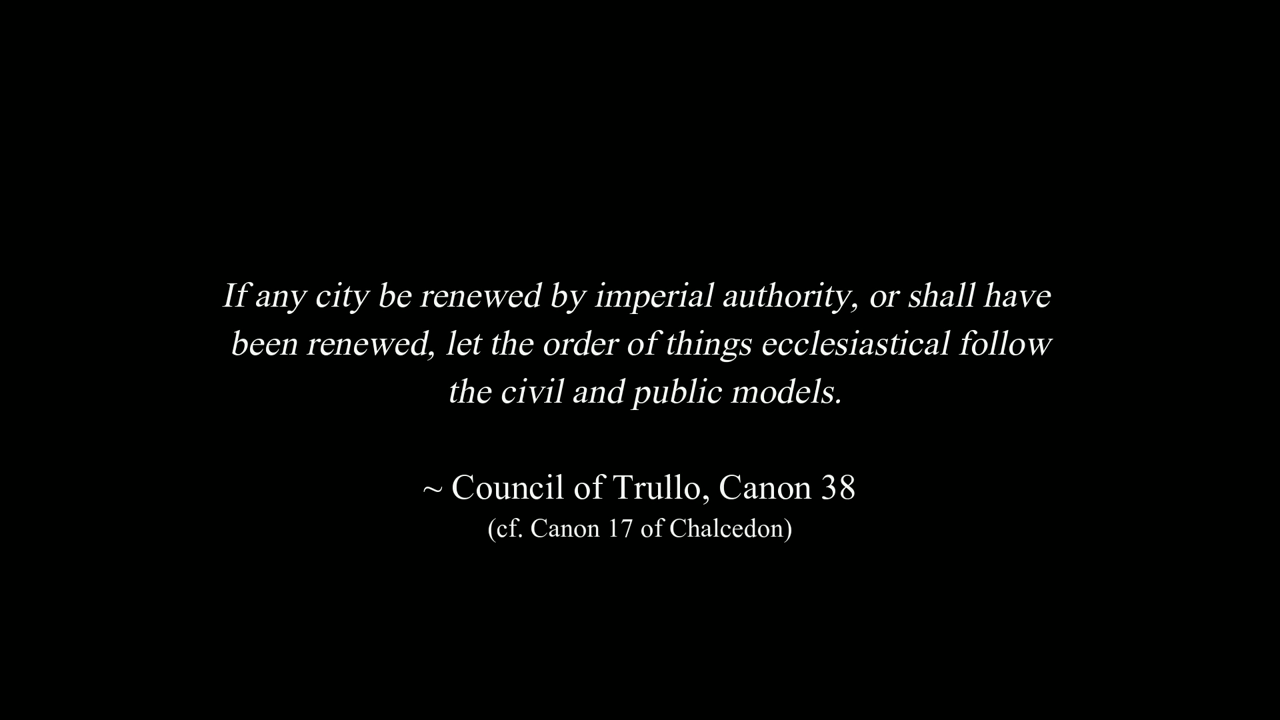 If any city be renewed by imperial authority, or shall have
been renewed, let the order of things ecclesiastical follow
the civil and public models.
~ Council of Trullo, Canon 38
(cf. Canon 17 of Chalcedon)